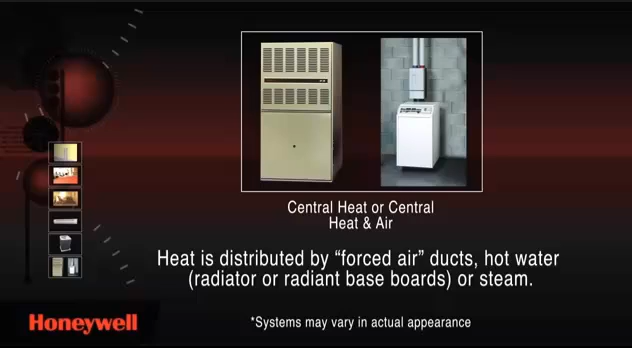 Central Heat or Central
Heat & Air
Heat is distributed by “forced air” ducts, hot water
(radiator or radiant base boards) or steam.
Honeywell
*Systems may vary in actual appearance